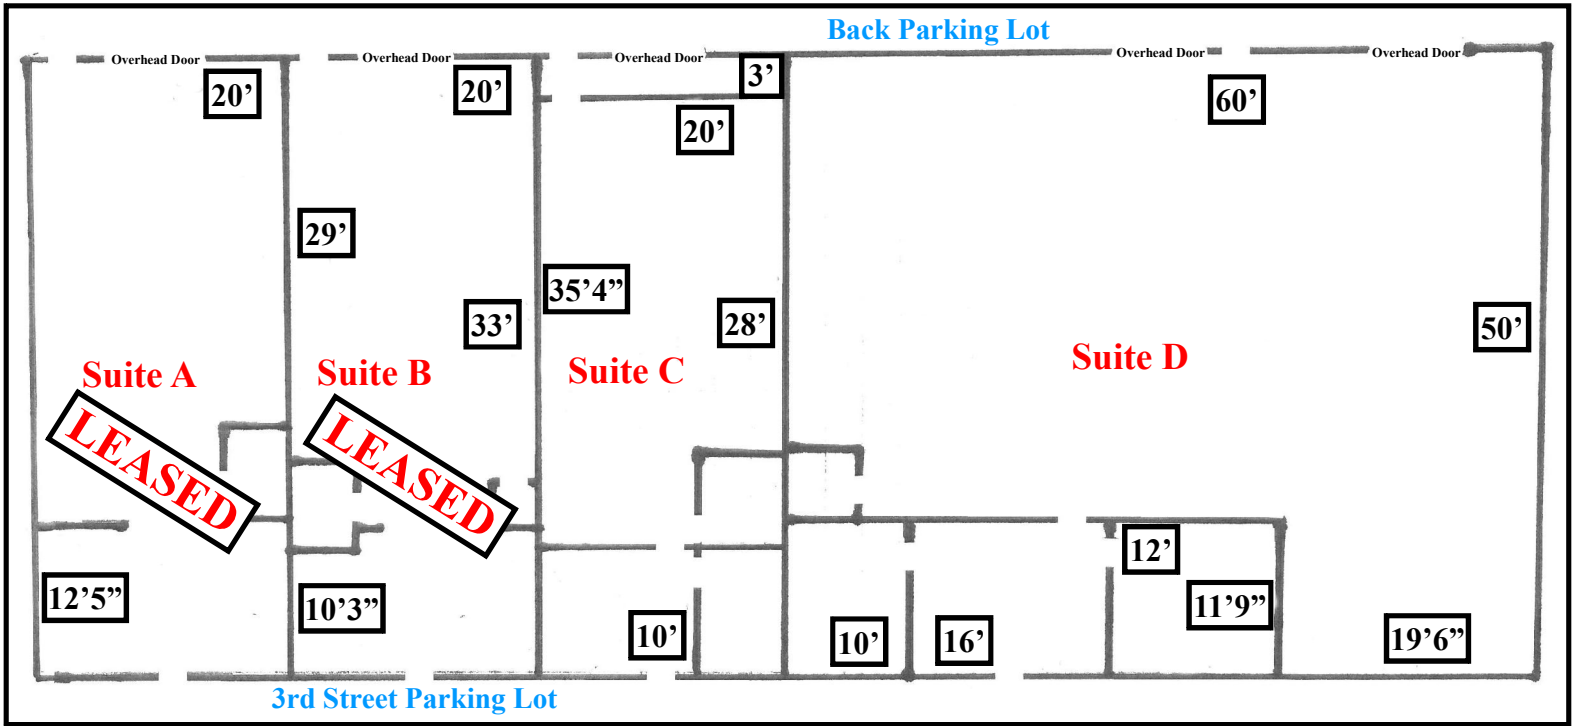 Back Parking Lot
Overhead Door
Overhead Door
Overhead Door
Overhead Door
Overhead Door
20’
20’
3’
20’
60’
29’
35’4”
33’
28’
50’
Suite A
Suite B
Suite C
Suite D
LEASED
LEASED
12’
12’5”
10’3”
11’9”
10’
10’
16’
19’6”
3rd Street Parking Lot